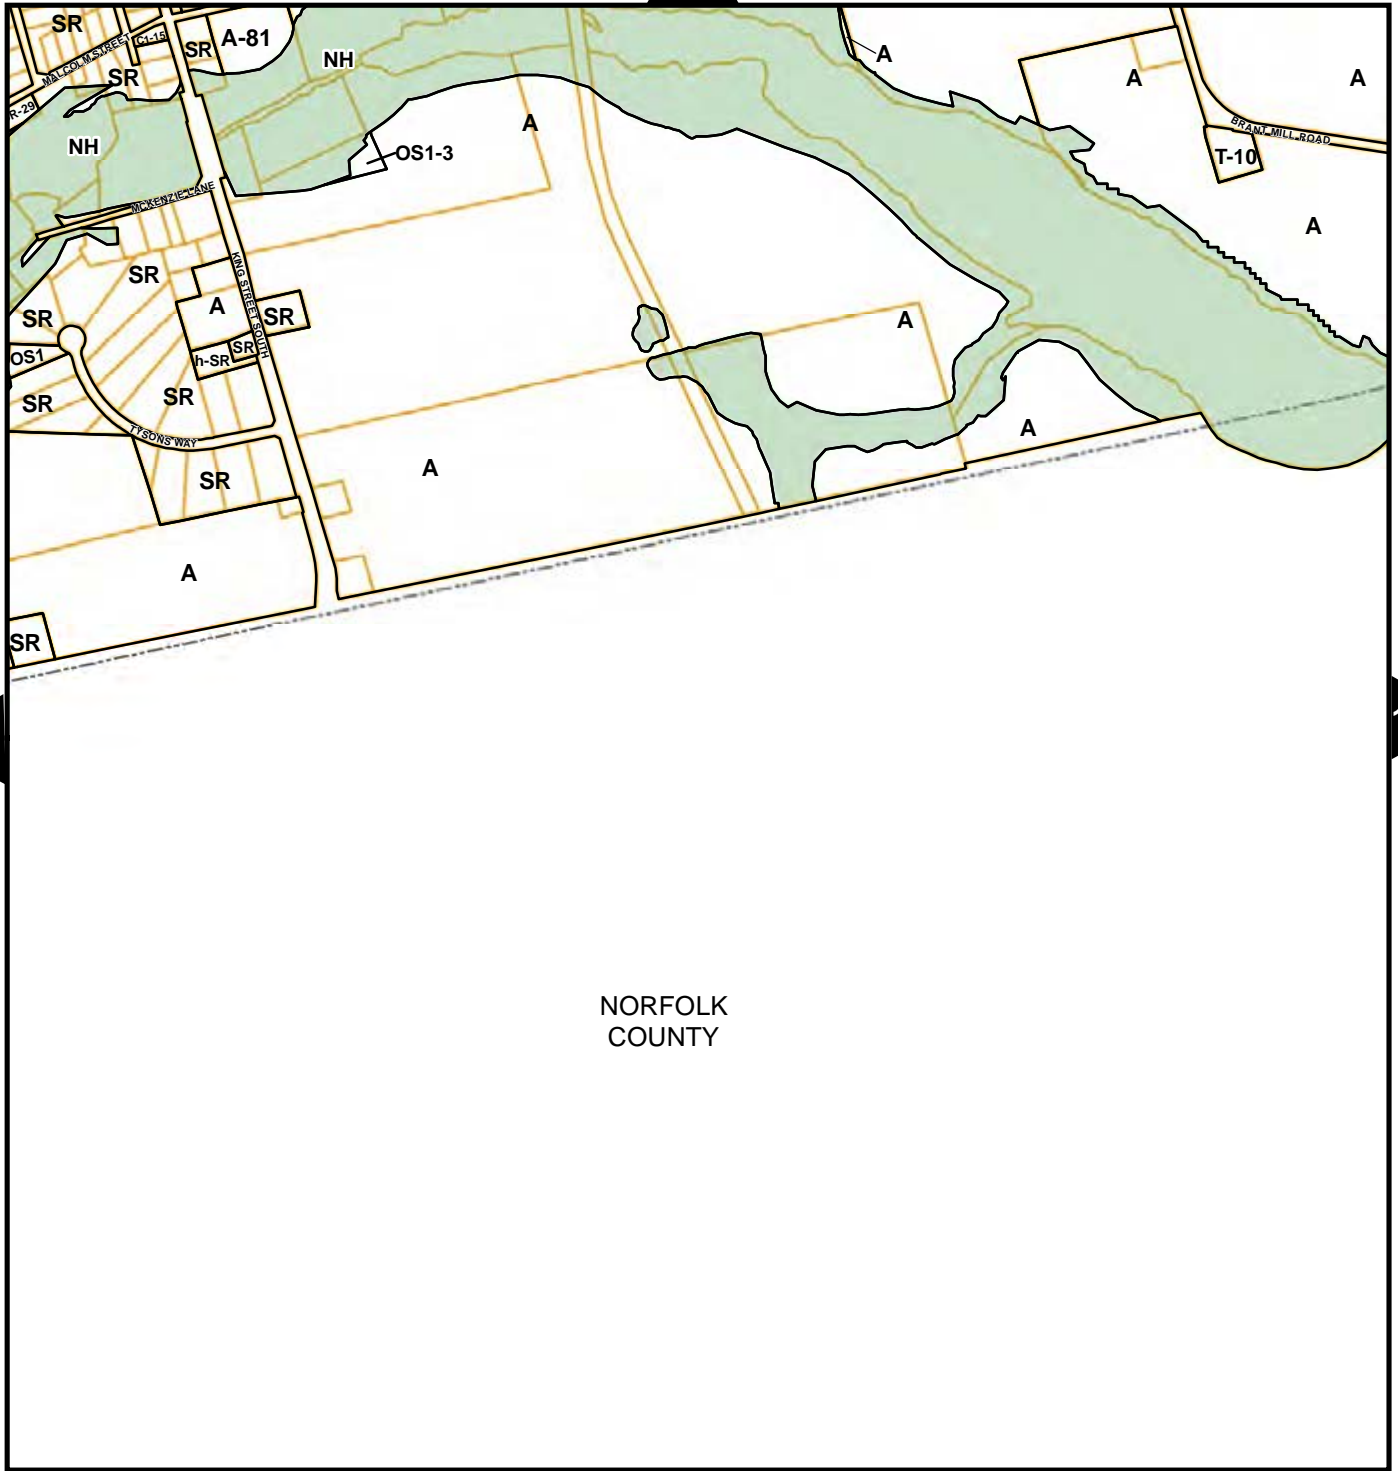 SR
C1-15
SR
A-81
NH
A
A
A
MALCOLM STREET
SR
R-29
A
BRANT MILL ROAD
NH
OS1-3
T-10
MCKENZIE LANE
A
SR
KING STREET SOUTH
A
SR
SR
A
OS1
SR
h-SR
SR
SR
TYSONS WAY
A
A
SR
A
SR
NORFOLK
COUNTY